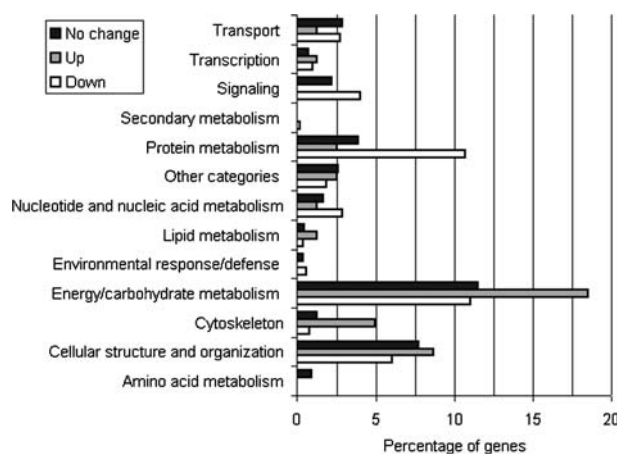 No change
Up
Down
Transport
Transcription
Signaling
Secondary metabolism
Protein metabolism
Other categories
Nucleotide and nucleic acid metabolism
Lipid metabolism
Environmental response/defense
Energy/carbohydrate metabolism
Cytoskeleton
Cellular structure and organization
Amino acid metabolism
0 5 10 15 20
Percentage of genes